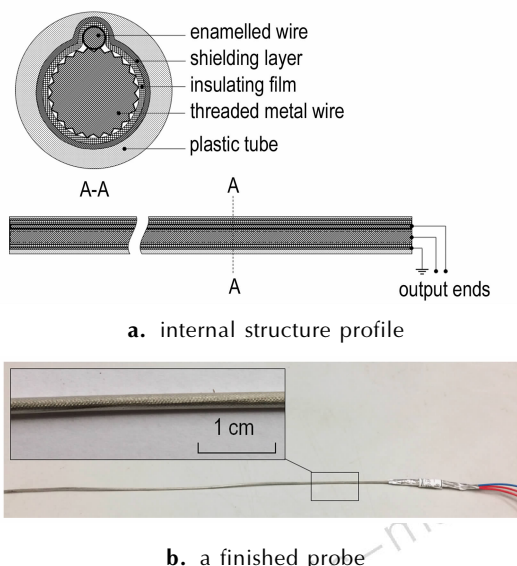 enamelled wire
shielding layer
insulating film
threaded metal wire
plastic tube
A-A
A
A
output ends
a. internal structure profile
1 cm
b. a finished probe